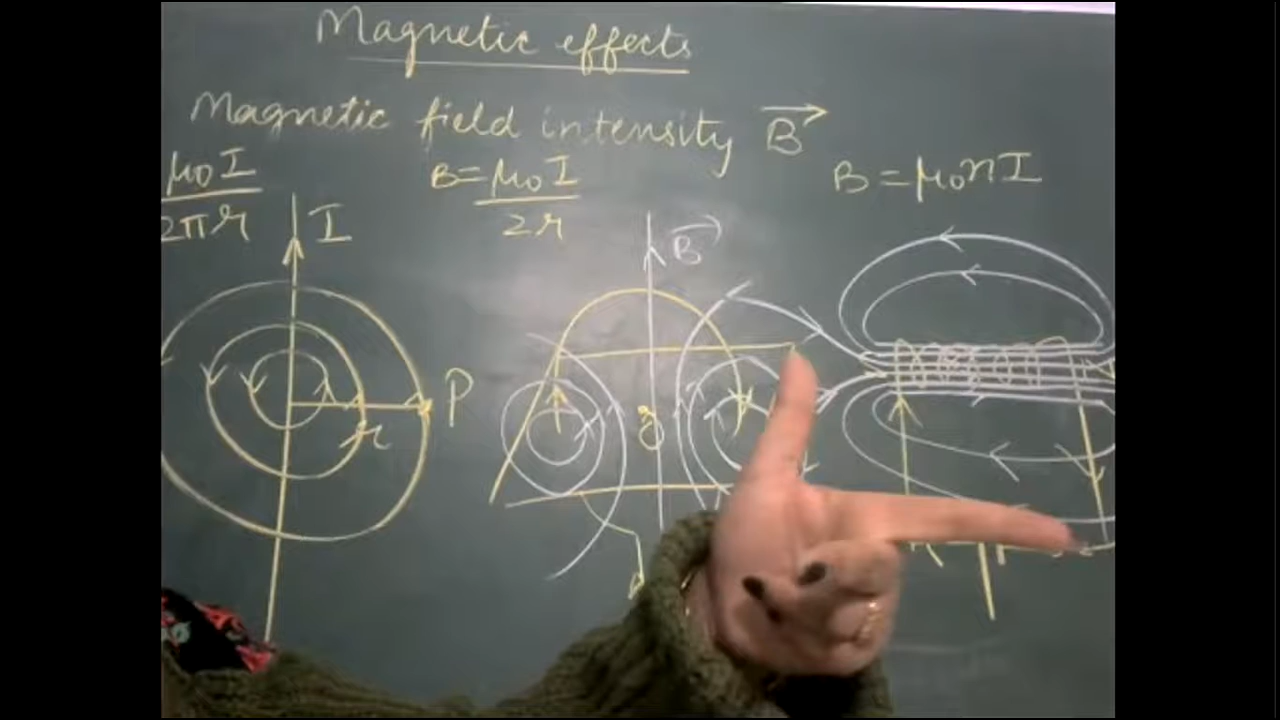 Magnetic effects
Magnetic field intensity B
μ0I
2πr
B = μ0I
2r
B = μ0nI
I
B
P
r
O